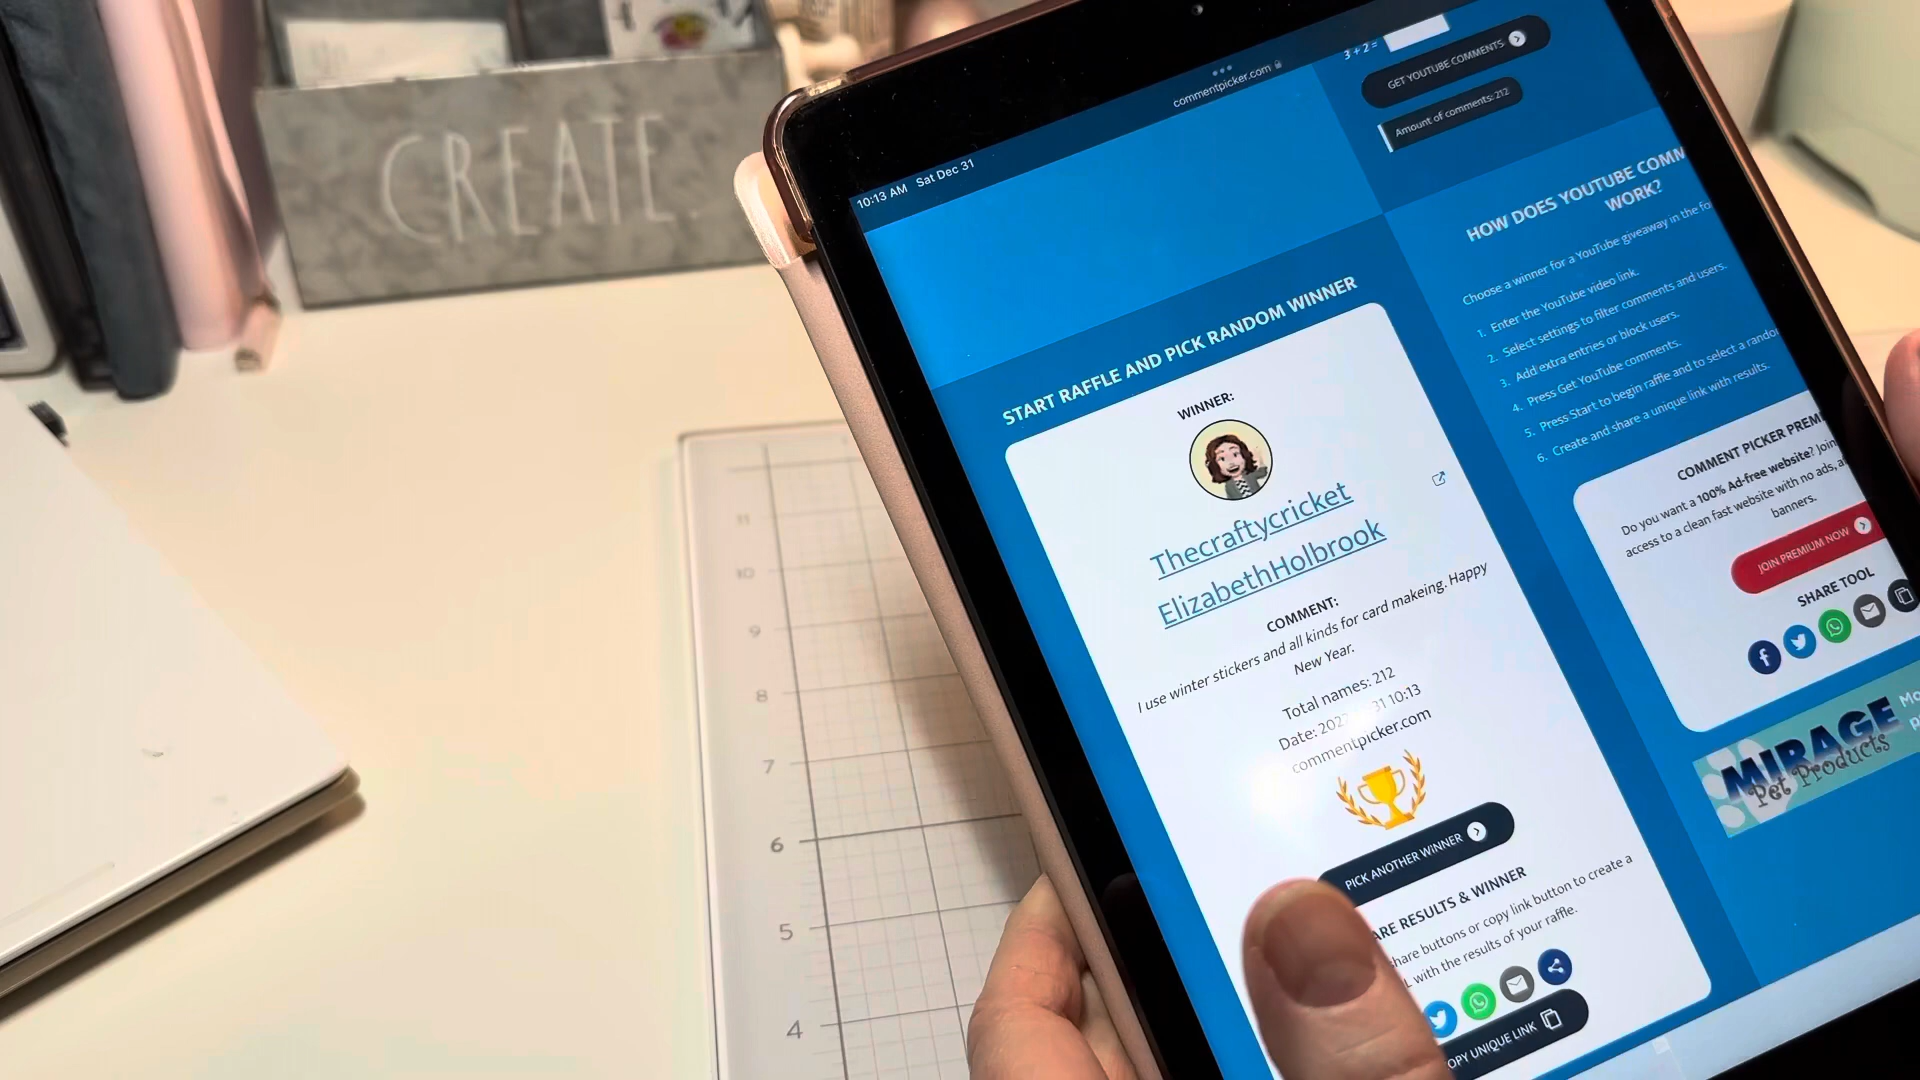 CREATE.
10:13 AM Sat Dec 31
commentpicker.com
3 + 2 =
GET YOUTUBE COMMENTS
Amount of comments: 212
START RAFFLE AND PICK RANDOM WINNER
WINNER:
Thecraftycricket
ElizabethHolbrook
COMMENT:
I use winter stickers and all kinds for card makeing. Happy
New Year.
Total names: 212
Date: 31 10:13
commentpicker.com
PICK ANOTHER WINNER
RESULTS & WINNER
share buttons or copy link button to create a
with the results of your raffle.
UNIQUE LINK
HOW DOES YOUTUBE
WORK?
Choose a winner for a YouTube giveaway in the
1. Enter the YouTube video link.
2. Select settings to filter comments and users.
3. Add extra entries or block users.
4. Press Get YouTube comments.
5. Press Start to begin raffle and to select a
6. Create and share a unique link with results.
COMMENT PICKER
Do you want a 100% Ad-free website? Join
access to a clean fast website with no ads,
banners.
JOIN PREMIUM NOW
SHARE TOOL
MIRAGE
Pet Products
11
10
9
8
7
6
5
4